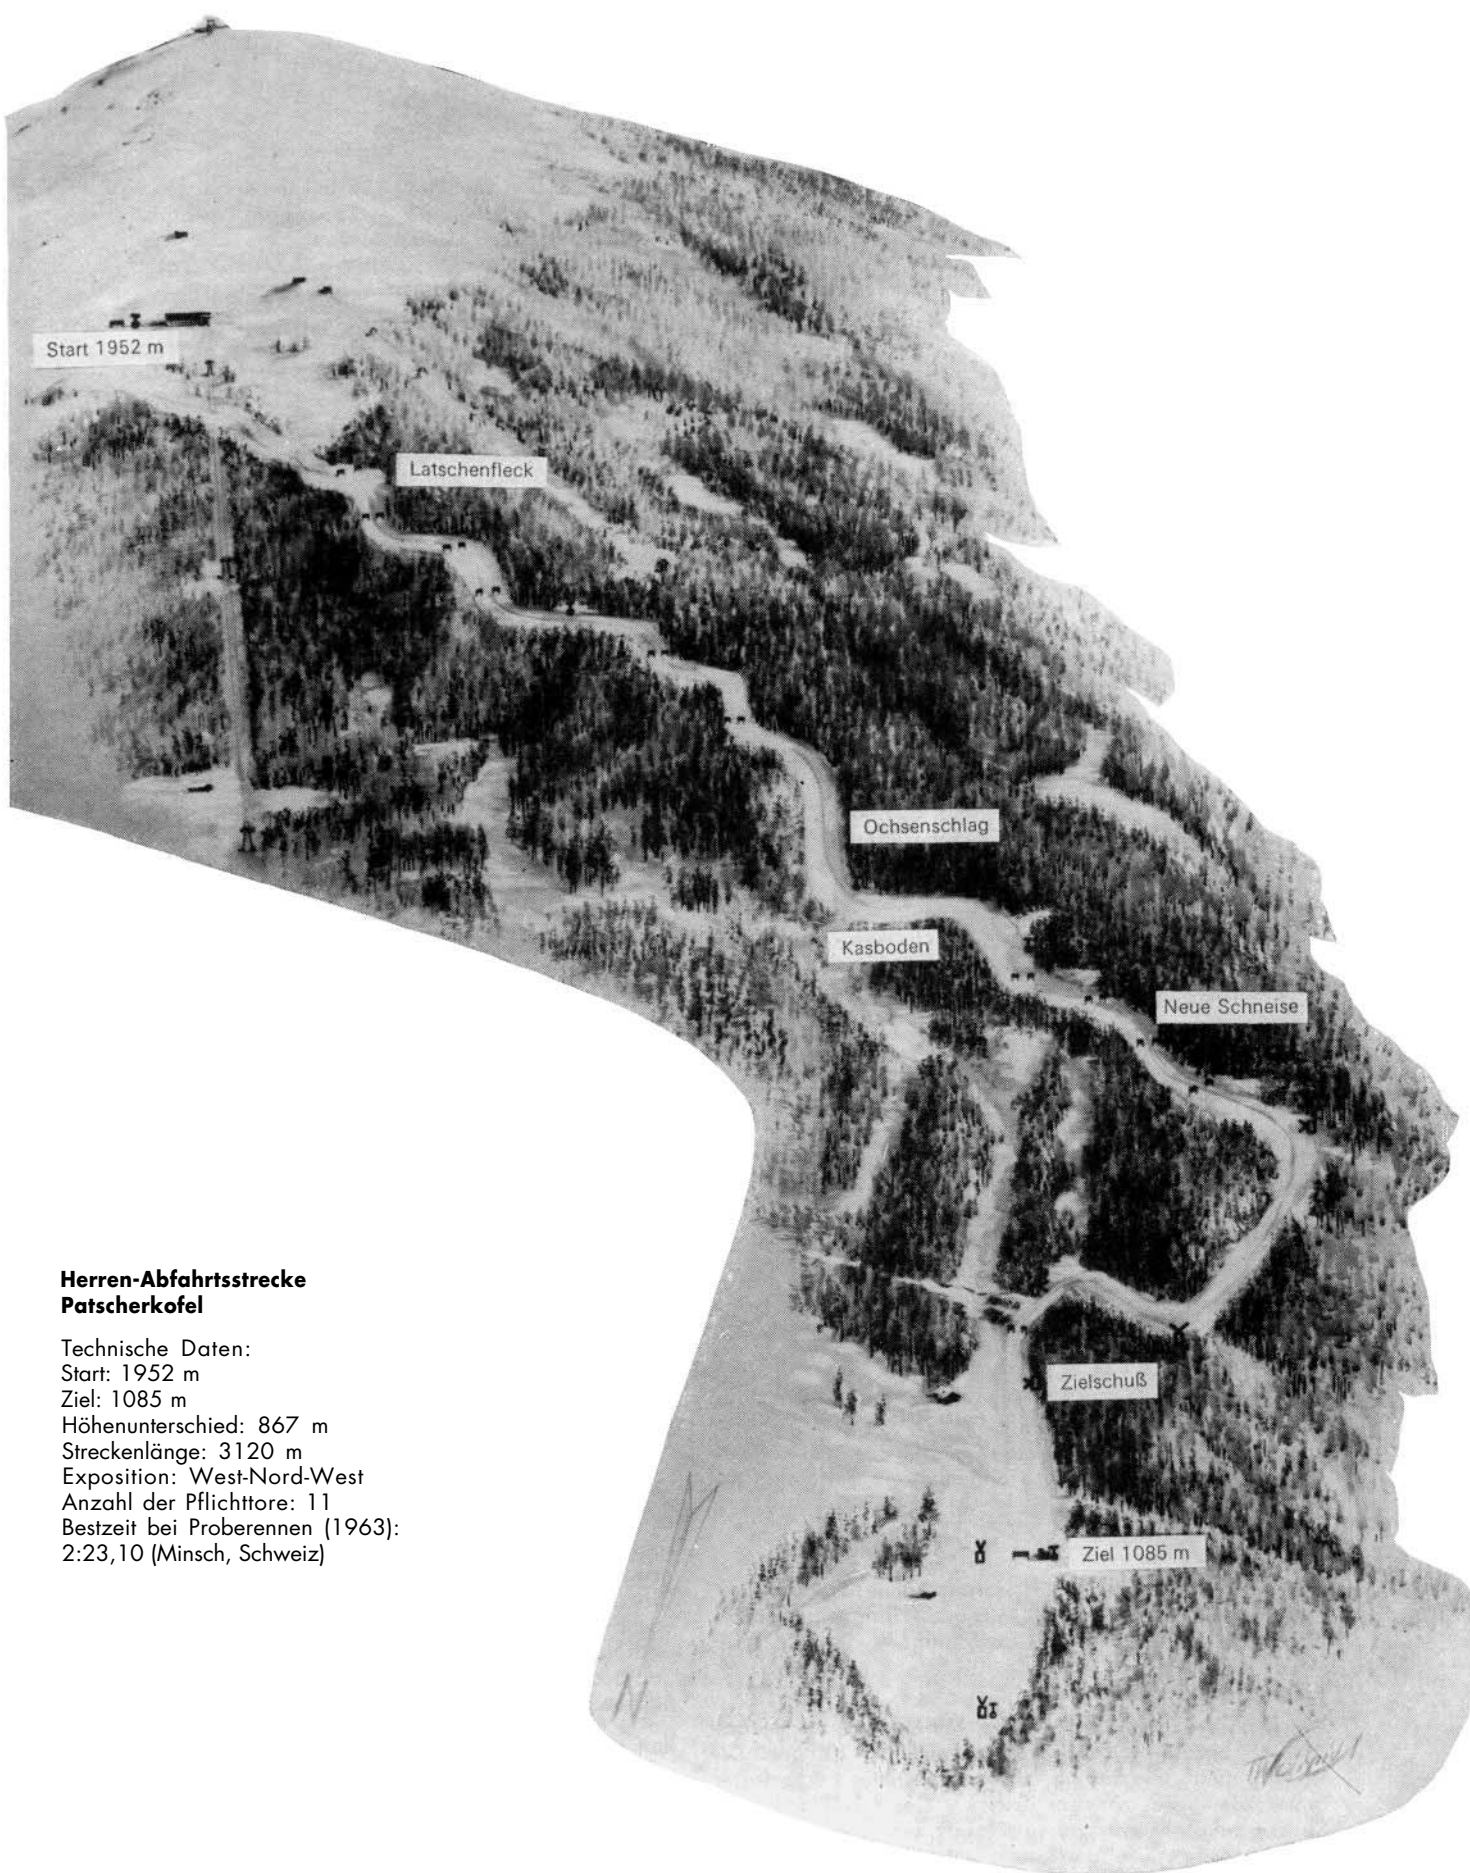 Start 1952 m
Latschenfleck
Ochsenschlag
Kasboden
Neue Schneise
Zielschuß
Ziel 1085 m
N
Herren-Abfahrtsstrecke
Patscherkofel
Technische Daten:
Start: 1952 m
Ziel: 1085 m
Höhenunterschied: 867 m
Streckenlänge: 3120 m
Exposition: West-Nord-West
Anzahl der Pflichttore: 11
Bestzeit bei Proberennen (1963):
2:23,10 (Minsch, Schweiz)